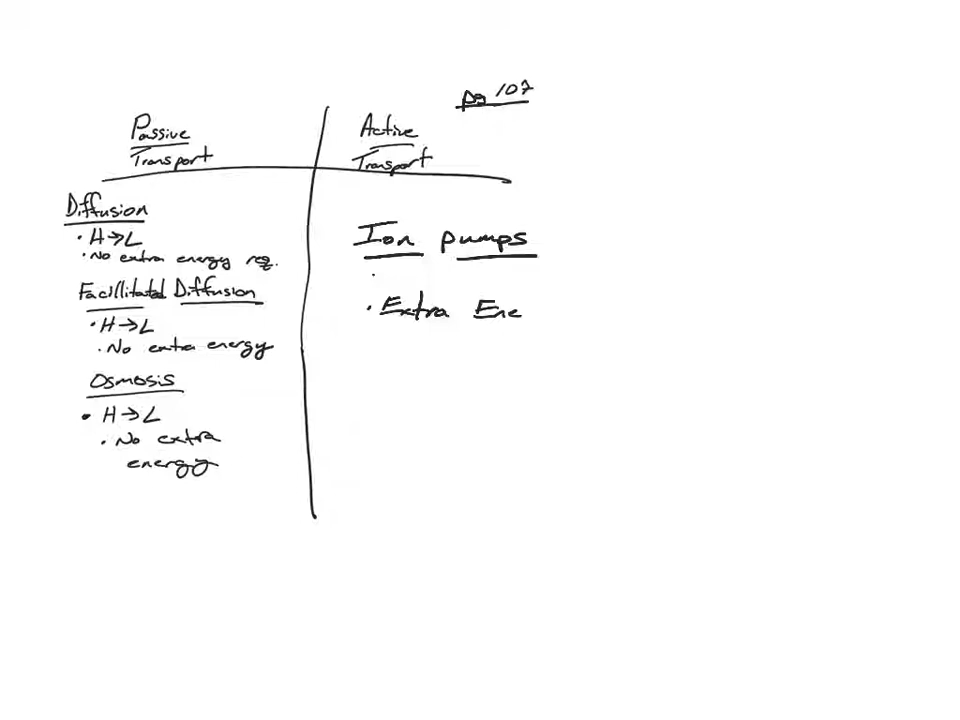 pg 107
Passive
Transport
Active
Transport
Diffusion
• H→L
• No extra energy req.
Facillitated Diffusion
• H→L
• No extra energy
Osmosis
• H→L
• No extra
energy
Ion pumps
•
• Extra Ene